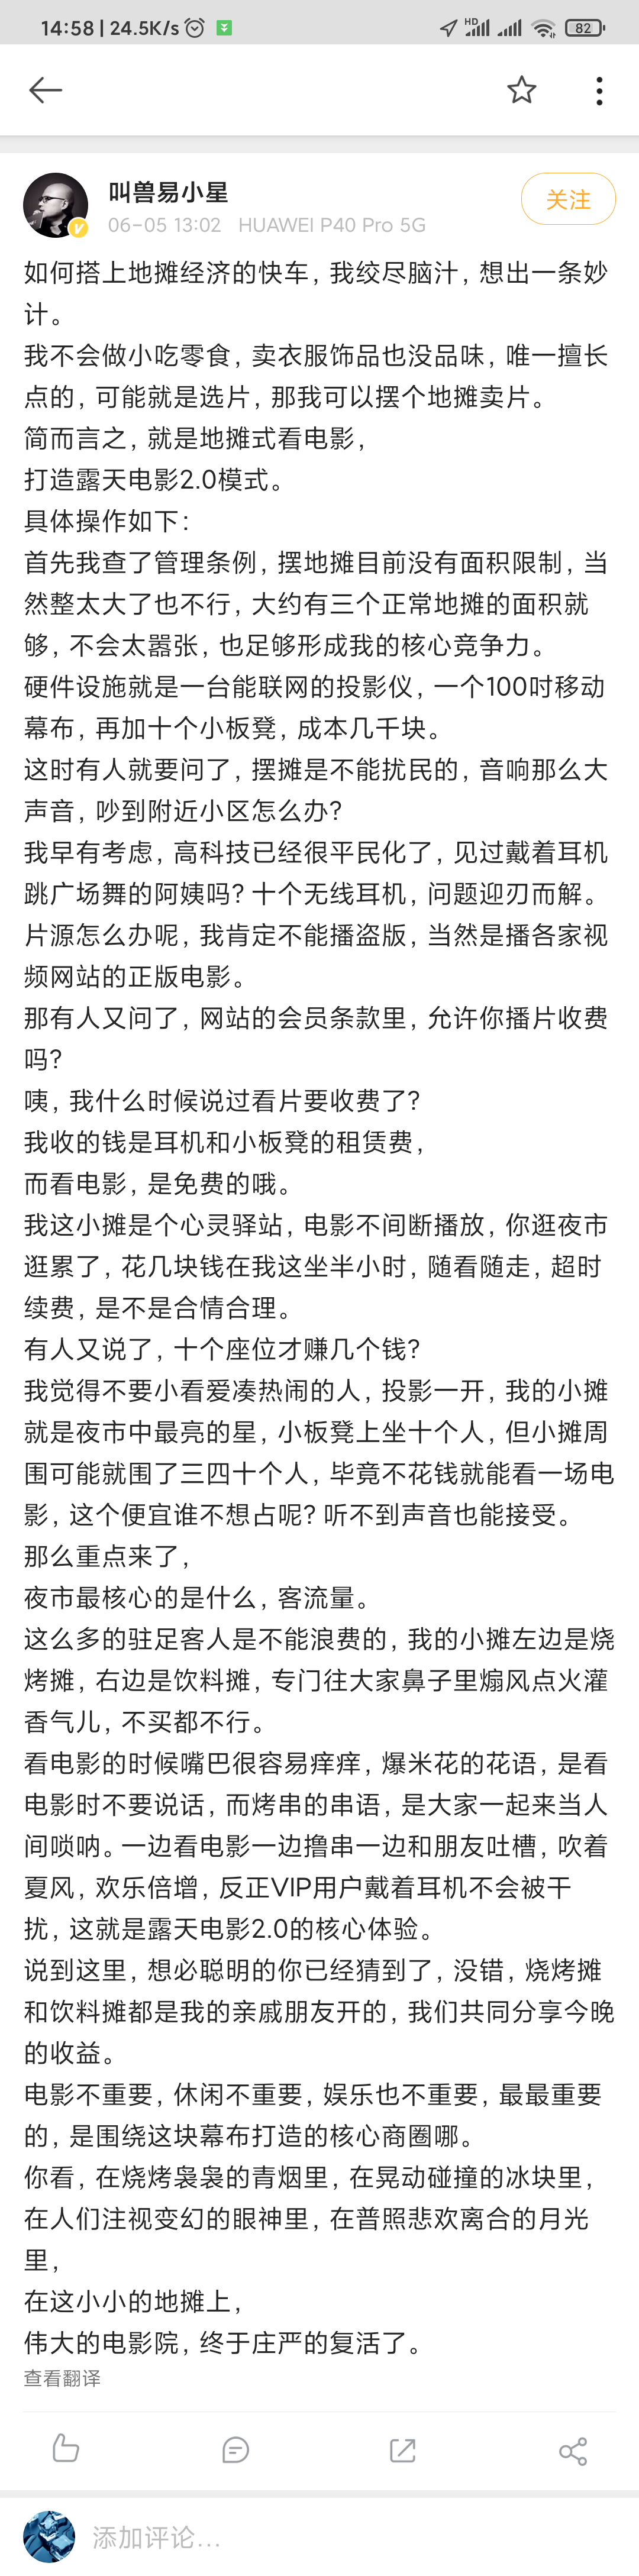 14:58 | 24.5K/s
HD
82
叫兽易小星
06-05 13:02 HUAWEI P40 Pro 5G
关注
如何搭上地摊经济的快车，我绞尽脑汁，想出一条妙
计。
我不会做小吃零食，卖衣服饰品也没品味，唯一擅长
点的，可能就是选片，那我可以摆个地摊卖片。
简而言之，就是地摊式看电影，
打造露天电影2.0模式。
具体操作如下：
首先我查了管理条例，摆地摊目前没有面积限制，当
然整太大了也不行，大约有三个正常地摊的面积就
够，不会太嚣张，也足够形成我的核心竞争力。
硬件设施就是一台能联网的投影仪，一个100吋移动
幕布，再加十个小板凳，成本几千块。
这时有人就要问了，摆摊是不能扰民的，音响那么大
声音，吵到附近小区怎么办？
我早有考虑，高科技已经很平民化了，见过戴着耳机
跳广场舞的阿姨吗？十个无线耳机，问题迎刃而解。
片源怎么办呢，我肯定不能播盗版，当然是播各家视
频网站的正版电影。
那有人又问了，网站的会员条款里，允许你播片收费
吗？
咦，我什么时候说过看片要收费了？
我收的钱是耳机和小板凳的租赁费，
而看电影，是免费的哦。
我这小摊是个心灵驿站，电影不间断播放，你逛夜市
逛累了，花几块钱在我这坐半小时，随看随走，超时
续费，是不是合情合理。
有人又说了，十个座位才赚几个钱？
我觉得不要小看爱凑热闹的人，投影一开，我的小摊
就是夜市中最亮的星，小板凳上坐十个人，但小摊周
围可能就围了三四十个人，毕竟不花钱就能看一场电
影，这个便宜谁不想占呢？听不到声音也能接受。
那么重点来了，
夜市最核心的是什么，客流量。
这么多的驻足客人是不能浪费的，我的小摊左边是烧
烤摊，右边是饮料摊，专门往大家鼻子里煽风点火灌
香气儿，不买都不行。
看电影的时候嘴巴很容易痒痒，爆米花的花语，是看
电影时不要说话，而烤串的串语，是大家一起来当人
间唢呐。一边看电影一边撸串一边和朋友吐槽，吹着
夏风，欢乐倍增，反正VIP用户戴着耳机不会被干
扰，这就是露天电影2.0的核心体验。
说到这里，想必聪明的你已经猜到了，没错，烧烤摊
和饮料摊都是我的亲戚朋友开的，我们共同分享今晚
的收益。
电影不重要，休闲不重要，娱乐也不重要，最最重要
的，是围绕这块幕布打造的核心商圈哪。
你看，在烧烤袅袅的青烟里，在晃动碰撞的冰块里，
在人们注视变幻的眼神里，在普照悲欢离合的月光
里，
在这小小的地摊上，
伟大的电影院，终于庄严的复活了。
查看翻译
添加评论...